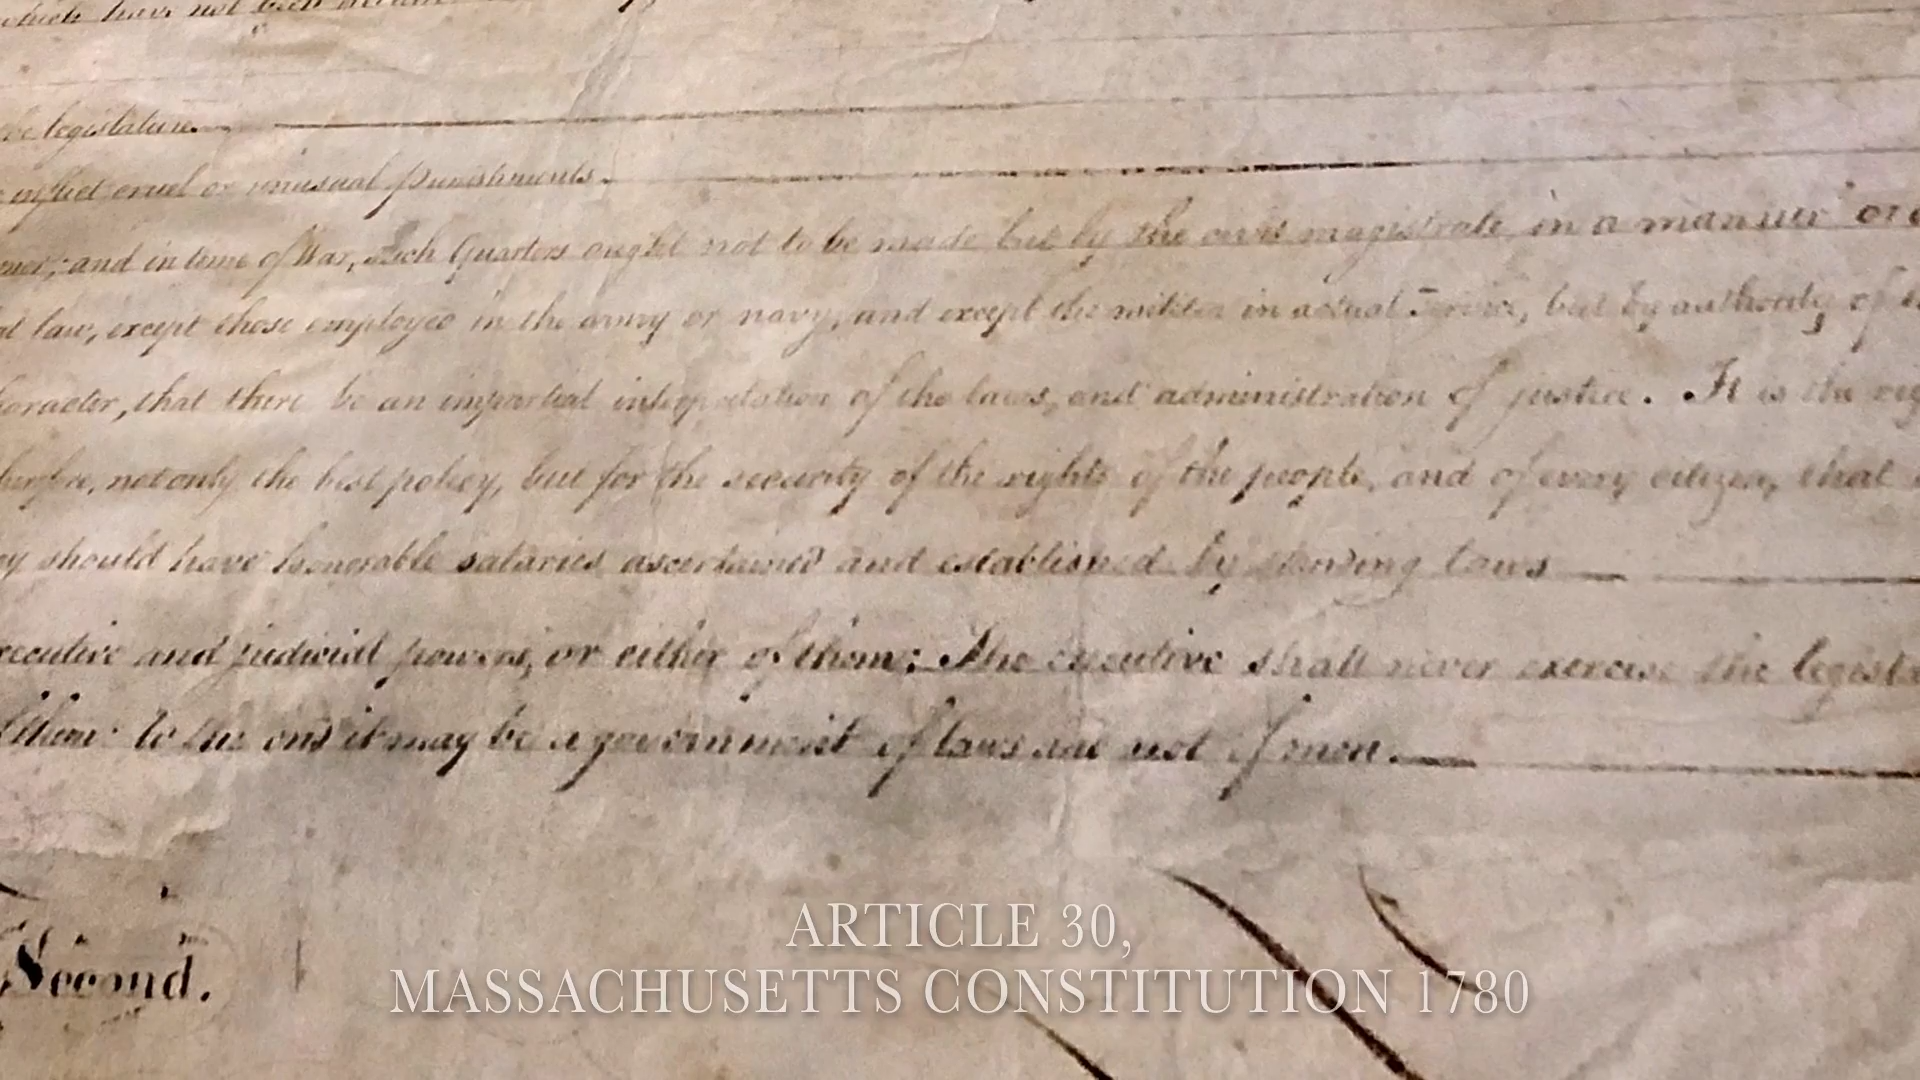 which have not been
the legislature.
inflict cruel or unusual punishments.
and in time of War, Such Quarters ought not to be made but by the civil magistrate, in a manner
law, except those employed in the army or navy, and except the militia in actual Service, but by authority of
that there be an impartial interpretation of the laws, and administration of justice. It is the
not only the best policy, but for the security of the rights of the people, and of every citizen, that
should have honorable salaries ascertained and established by standing laws
and judicial powers, or either of them: The executive shall never exercise the
them: to the end it may be a government of laws and not of men.
Second.
ARTICLE 30,
MASSACHUSETTS CONSTITUTION 1780